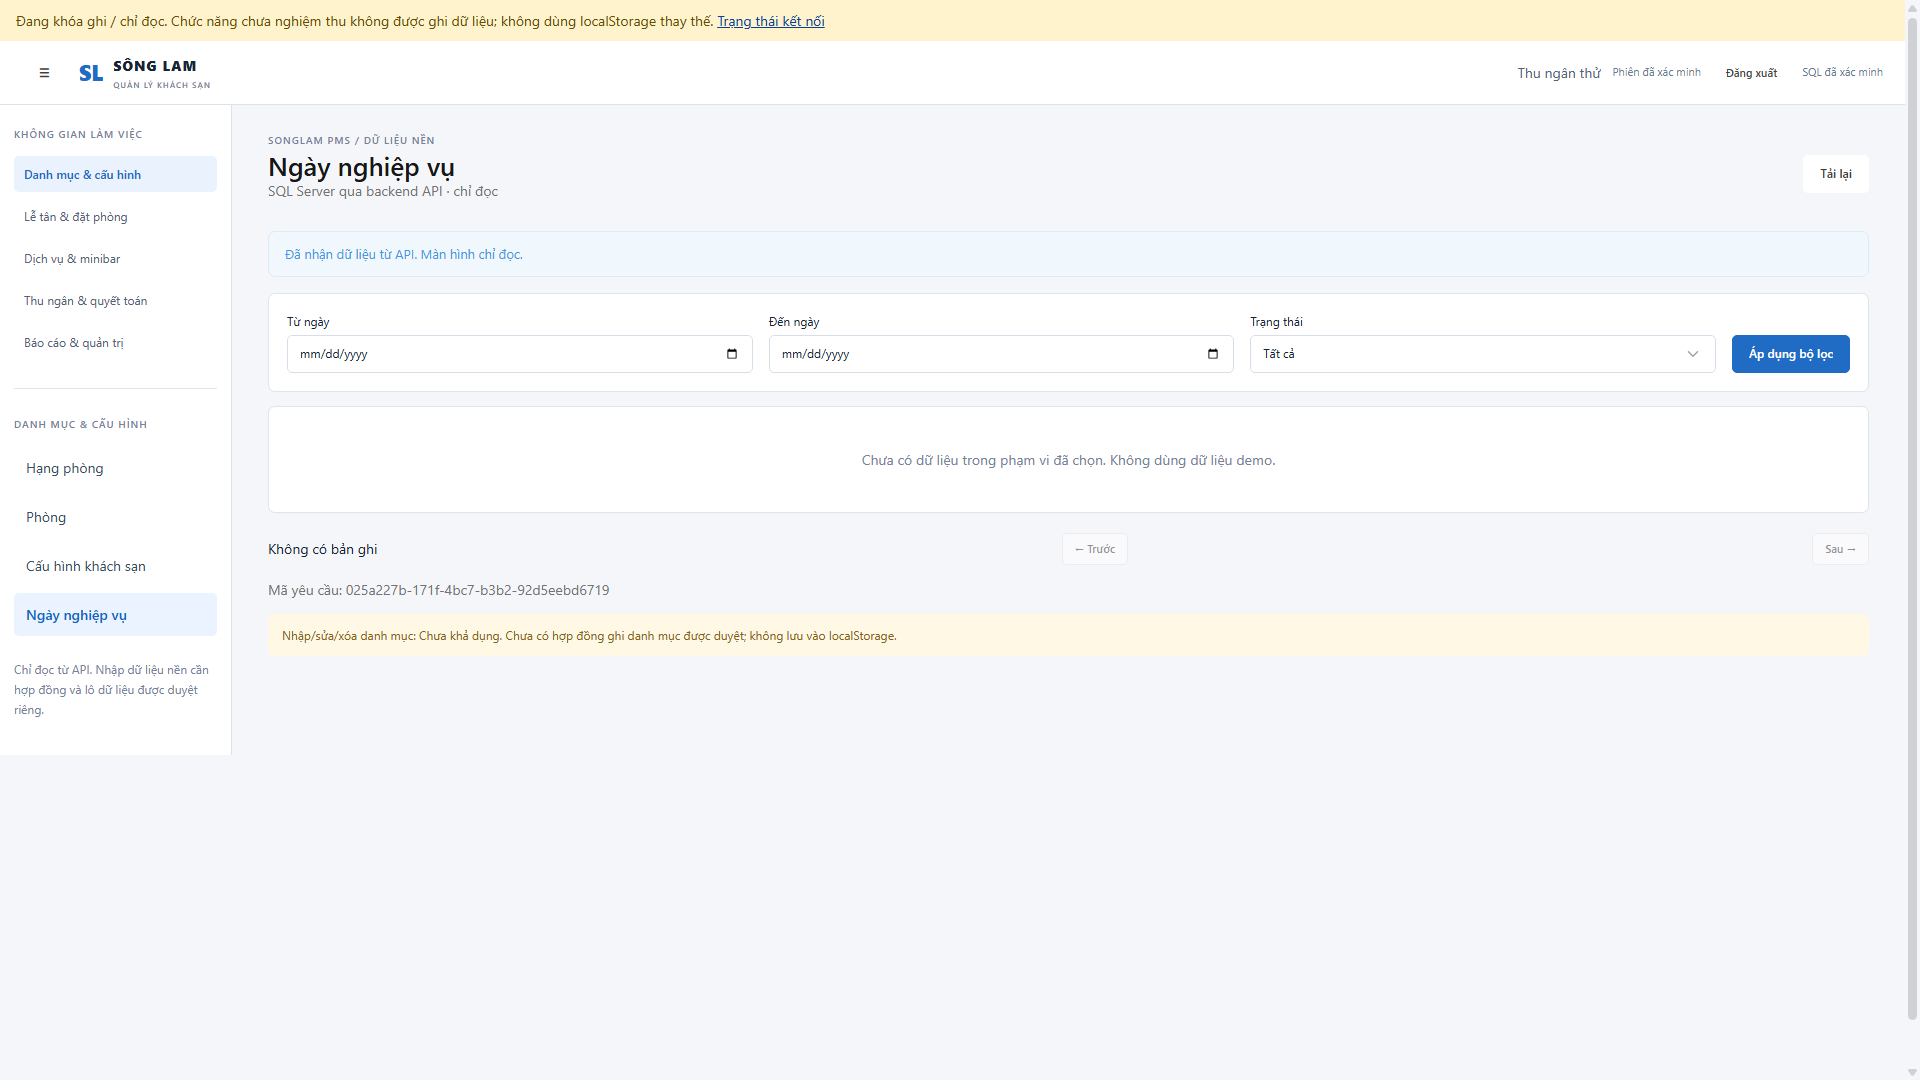 Đang khóa ghi / chỉ đọc. Chức năng chưa nghiệm thu không được ghi dữ liệu; không dùng localStorage thay thế. Trạng thái kết nối
☰ SL SÔNG LAM
QUẢN LÝ KHÁCH SẠN
Thu ngân thử Phiên đã xác minh Đăng xuất SQL đã xác minh
KHÔNG GIAN LÀM VIỆC
Danh mục & cấu hình
Lễ tân & đặt phòng
Dịch vụ & minibar
Thu ngân & quyết toán
Báo cáo & quản trị
DANH MỤC & CẤU HÌNH
Hạng phòng
Phòng
Cấu hình khách sạn
Ngày nghiệp vụ
Chỉ đọc từ API. Nhập dữ liệu nền cần
hợp đồng và lô dữ liệu được duyệt
riêng.
SONGLAM PMS / DỮ LIỆU NỀN
Ngày nghiệp vụ
SQL Server qua backend API · chỉ đọc
Tải lại
Đã nhận dữ liệu từ API. Màn hình chỉ đọc.
Từ ngày Đến ngày Trạng thái
mm/dd/yyyy mm/dd/yyyy Tất cả Áp dụng bộ lọc
Chưa có dữ liệu trong phạm vi đã chọn. Không dùng dữ liệu demo.
Không có bản ghi ← Trước Sau →
Mã yêu cầu: 025a227b-171f-4bc7-b3b2-92d5eebd6719
Nhập/sửa/xóa danh mục: Chưa khả dụng. Chưa có hợp đồng ghi danh mục được duyệt; không lưu vào localStorage.